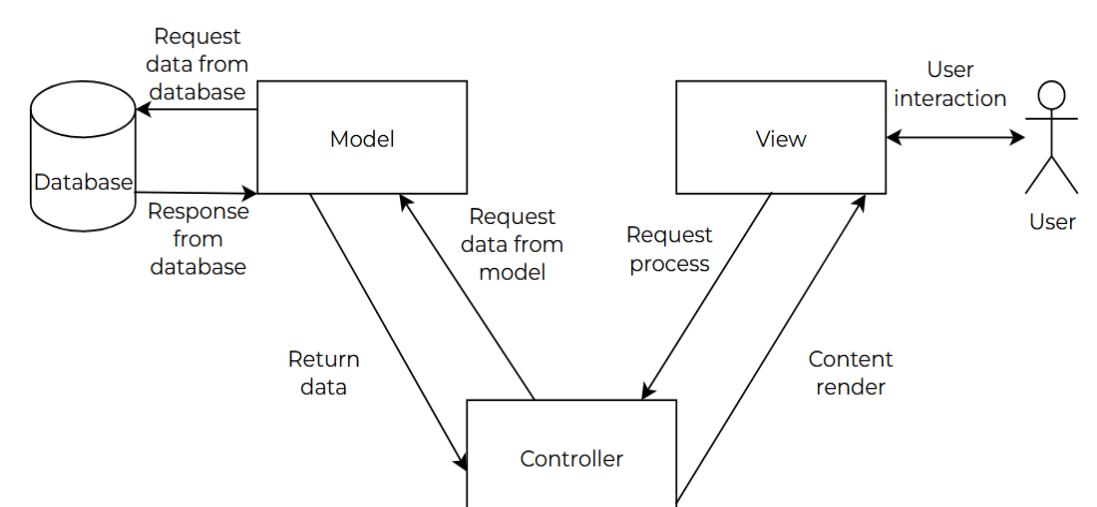 Request
data from
database
Model
Database
Response
from
database
View
User
interaction
User
Request
data from
model
Request
process
Return
data
Content
render
Controller